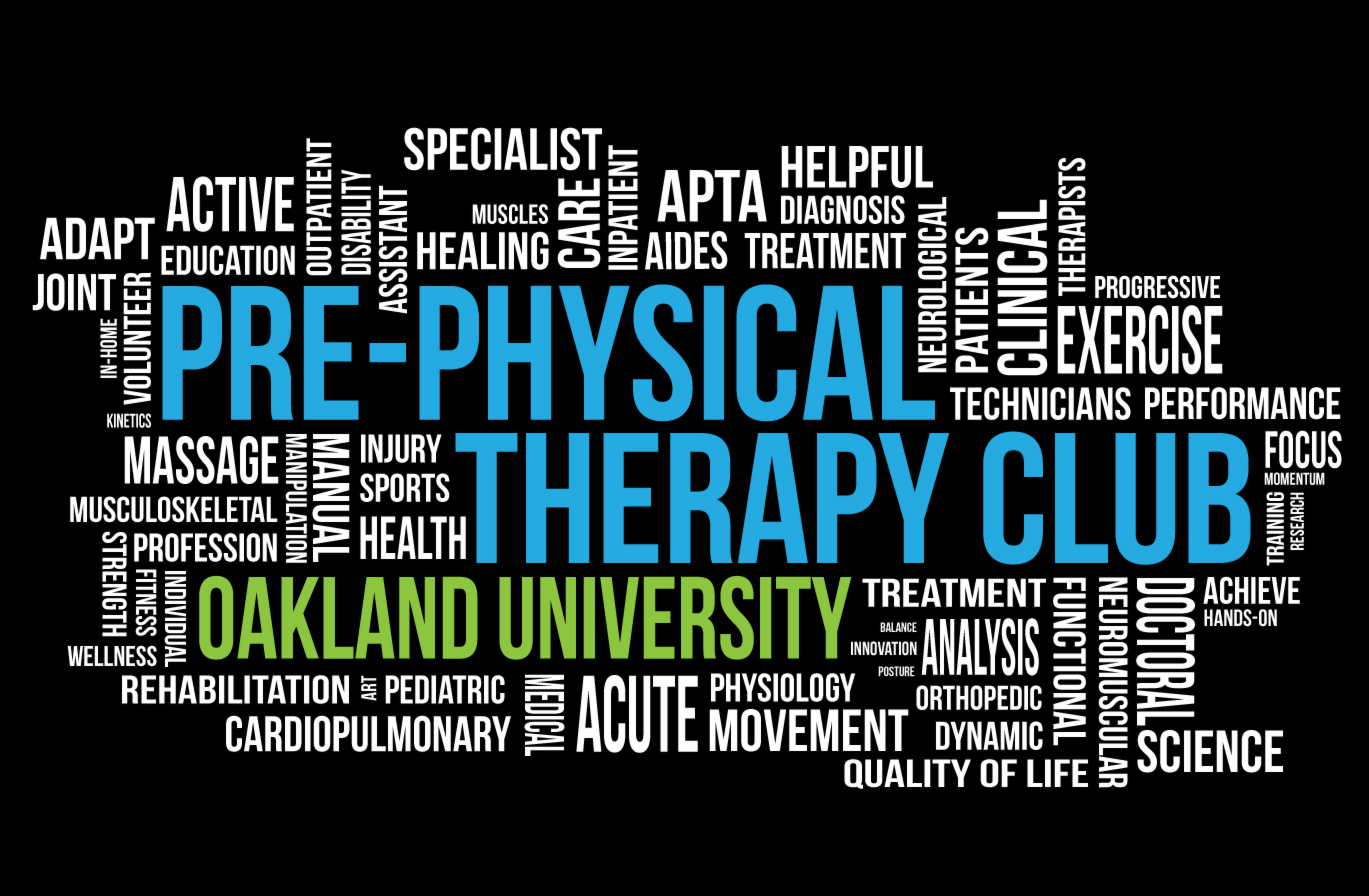 SPECIALIST
OUTPATIENT
HELPFUL
INPATIENT
THERAPISTS
ACTIVE
DISABILITY
ASSISTANT
MUSCLES
CARE
APTA
DIAGNOSIS
NEUROLOGICAL
CLINICAL
ADAPT
EDUCATION
HEALING
AIDES
TREATMENT
PATIENTS
JOINT
VOLUNTEER
PROGRESSIVE
IN-HOME
PRE-PHYSICAL
EXERCISE
KINETICS
TECHNICIANS
PERFORMANCE
MASSAGE
MANIPULATION
MANUAL
INJURY
THERAPY CLUB
FOCUS
SPORTS
MOMENTUM
MUSCULOSKELETAL
HEALTH
TRAINING
RESEARCH
STRENGTH
PROFESSION
FITNESS
INDIVIDUAL
OAKLAND UNIVERSITY
TREATMENT
FUNCTIONAL
NEUROMUSCULAR
DOCTORAL
ACHIEVE
HANDS-ON
BALANCE
ANALYSIS
INNOVATION
WELLNESS
POSTURE
REHABILITATION
ART
PEDIATRIC
MEDICAL
ACUTE
PHYSIOLOGY
ORTHOPEDIC
CARDIOPULMONARY
MOVEMENT
DYNAMIC
SCIENCE
QUALITY OF LIFE